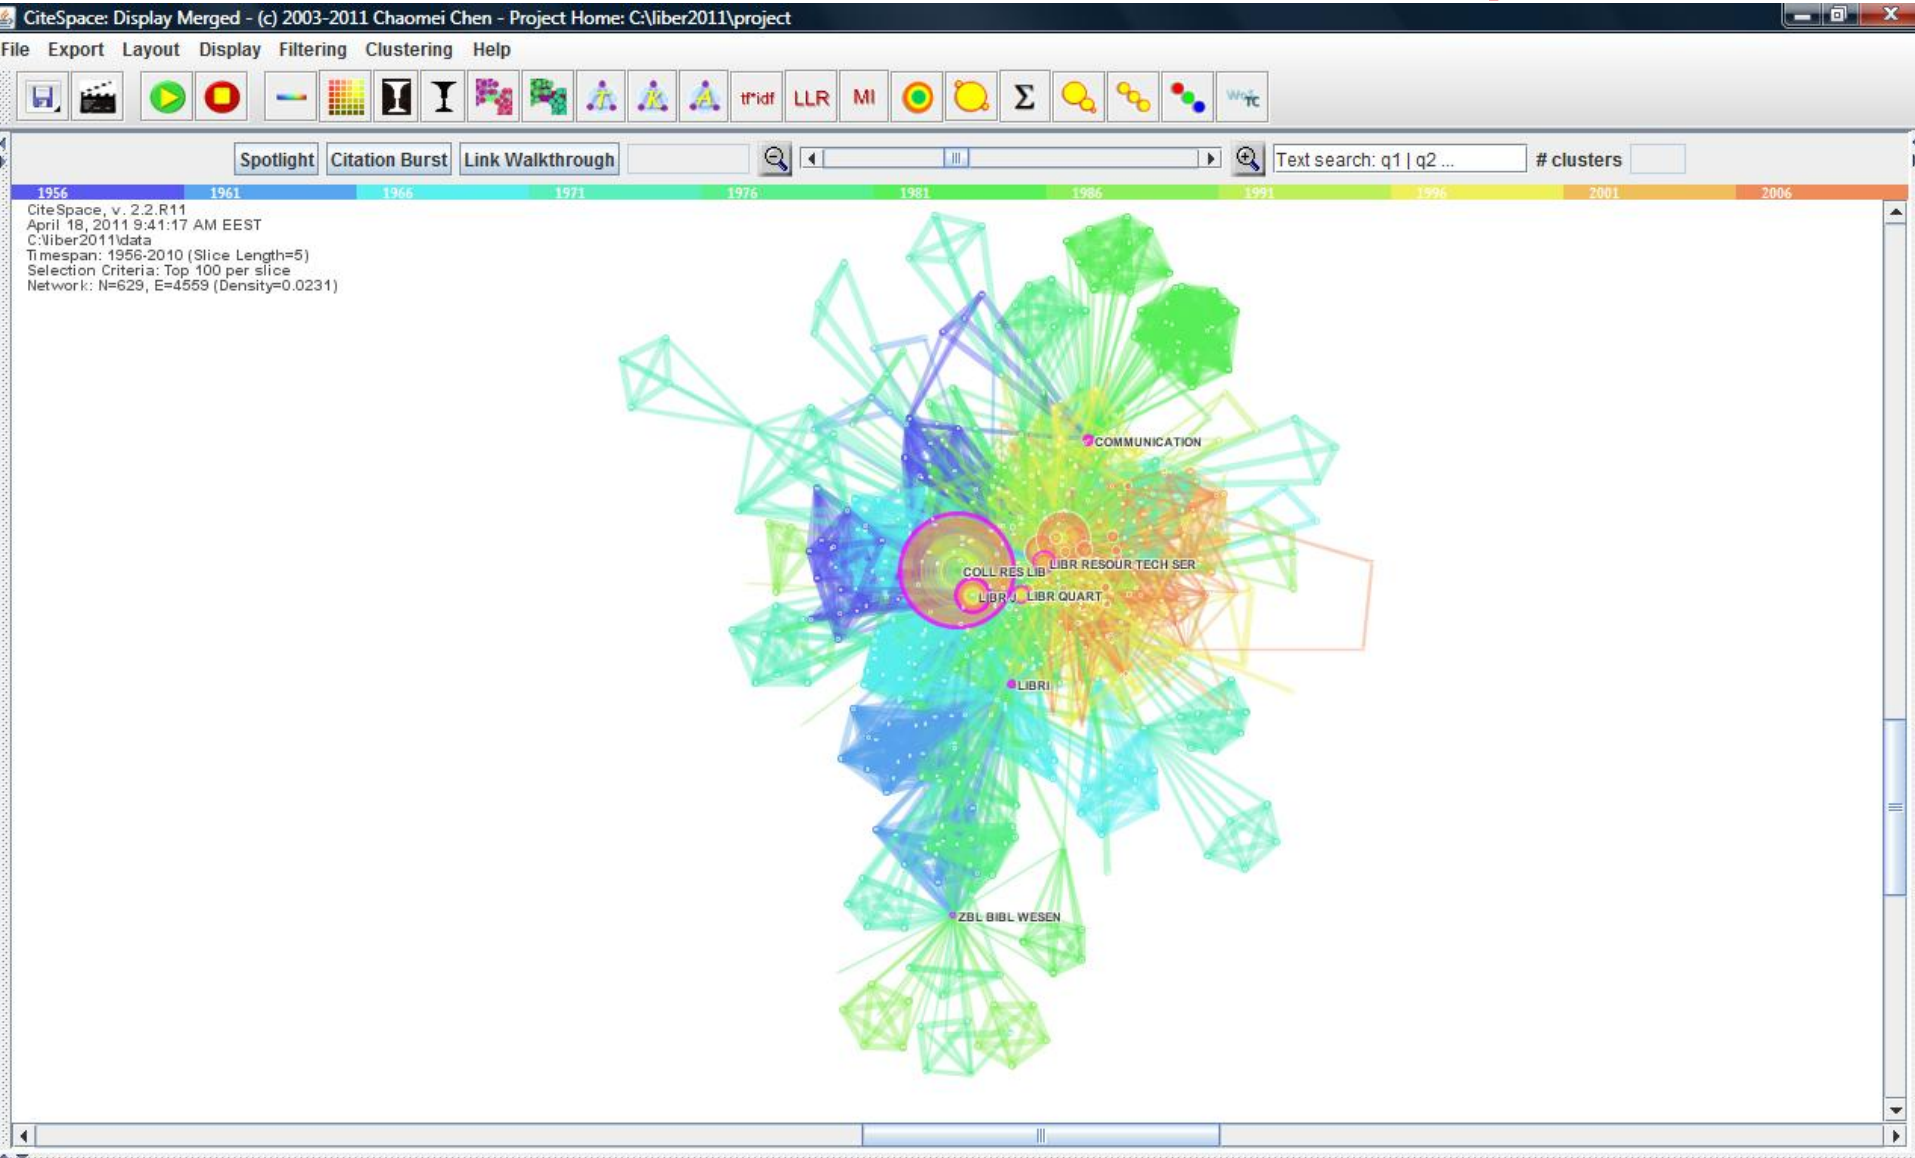 CiteSpace: Display Merged - (c) 2003-2011 Chaomei Chen - Project Home: C:\liber2011\project
File Export Layout Display Filtering Clustering Help
T K A tf*idf LLR MI Σ
Spotlight Citation Burst Link Walkthrough Text search: q1 | q2 ... # clusters
1956 1961 1966 1971 1976 1981 1986 1991 1996 2001 2006
CiteSpace, v. 2.2.R11
April 18, 2011 9:41:17 AM EEST
C:\liber2011\data
Timespan: 1956-2010 (Slice Length=5)
Selection Criteria: Top 100 per slice
Network: N=629, E=4559 (Density=0.0231)
COMMUNICATION
LIBR RESOUR TECH SER
COLL RES LIB
LIBR J LIBR QUART
LIBRI
ZBL BIBL WESEN